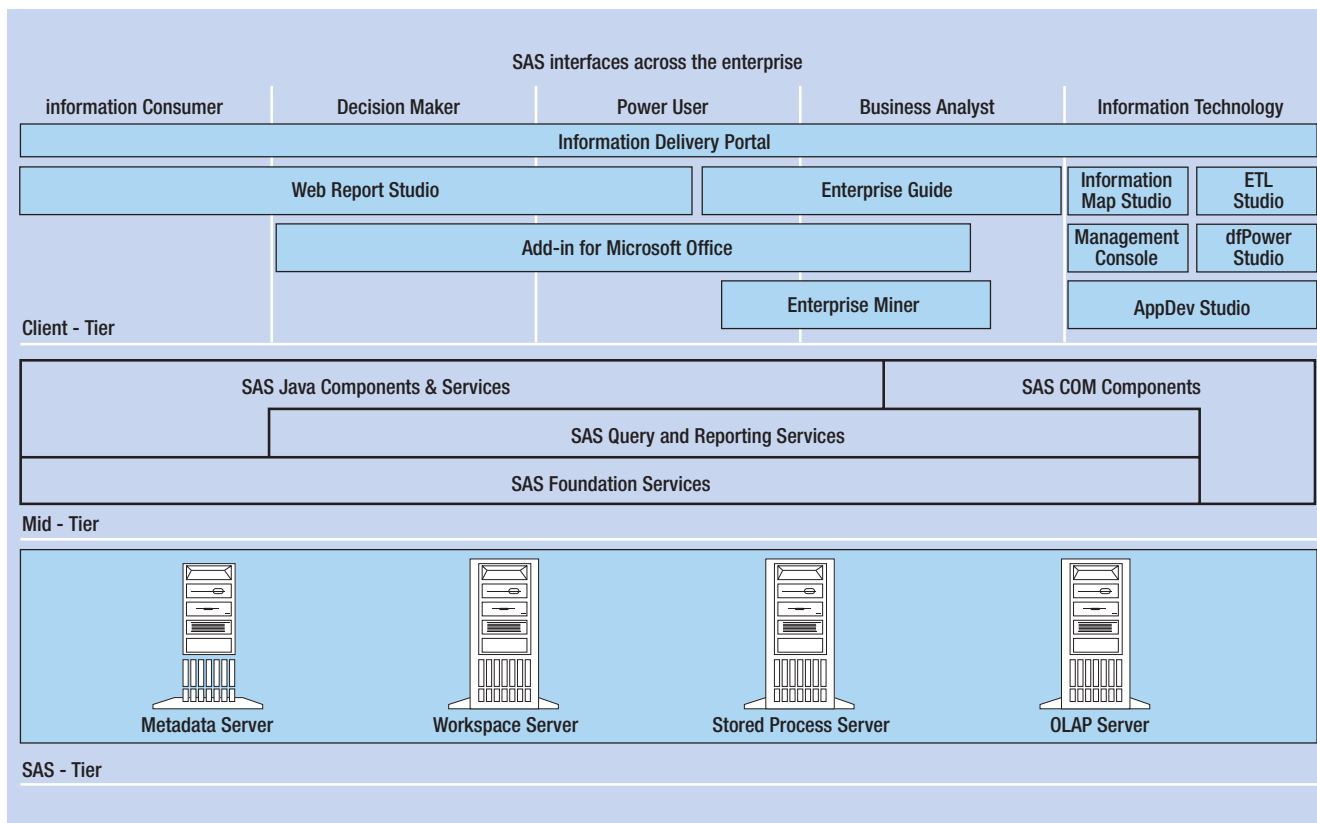 SAS interfaces across the enterprise
information Consumer
Decision Maker
Power User
Business Analyst
Information Technology
Information Delivery Portal
Web Report Studio
Enterprise Guide
Information
Map Studio
ETL
Studio
Add-in for Microsoft Office
Management
Console
dfPower
Studio
Enterprise Miner
AppDev Studio
Client - Tier
SAS Java Components & Services
SAS COM Components
SAS Query and Reporting Services
SAS Foundation Services
Mid - Tier
Metadata Server
Workspace Server
Stored Process Server
OLAP Server
SAS - Tier